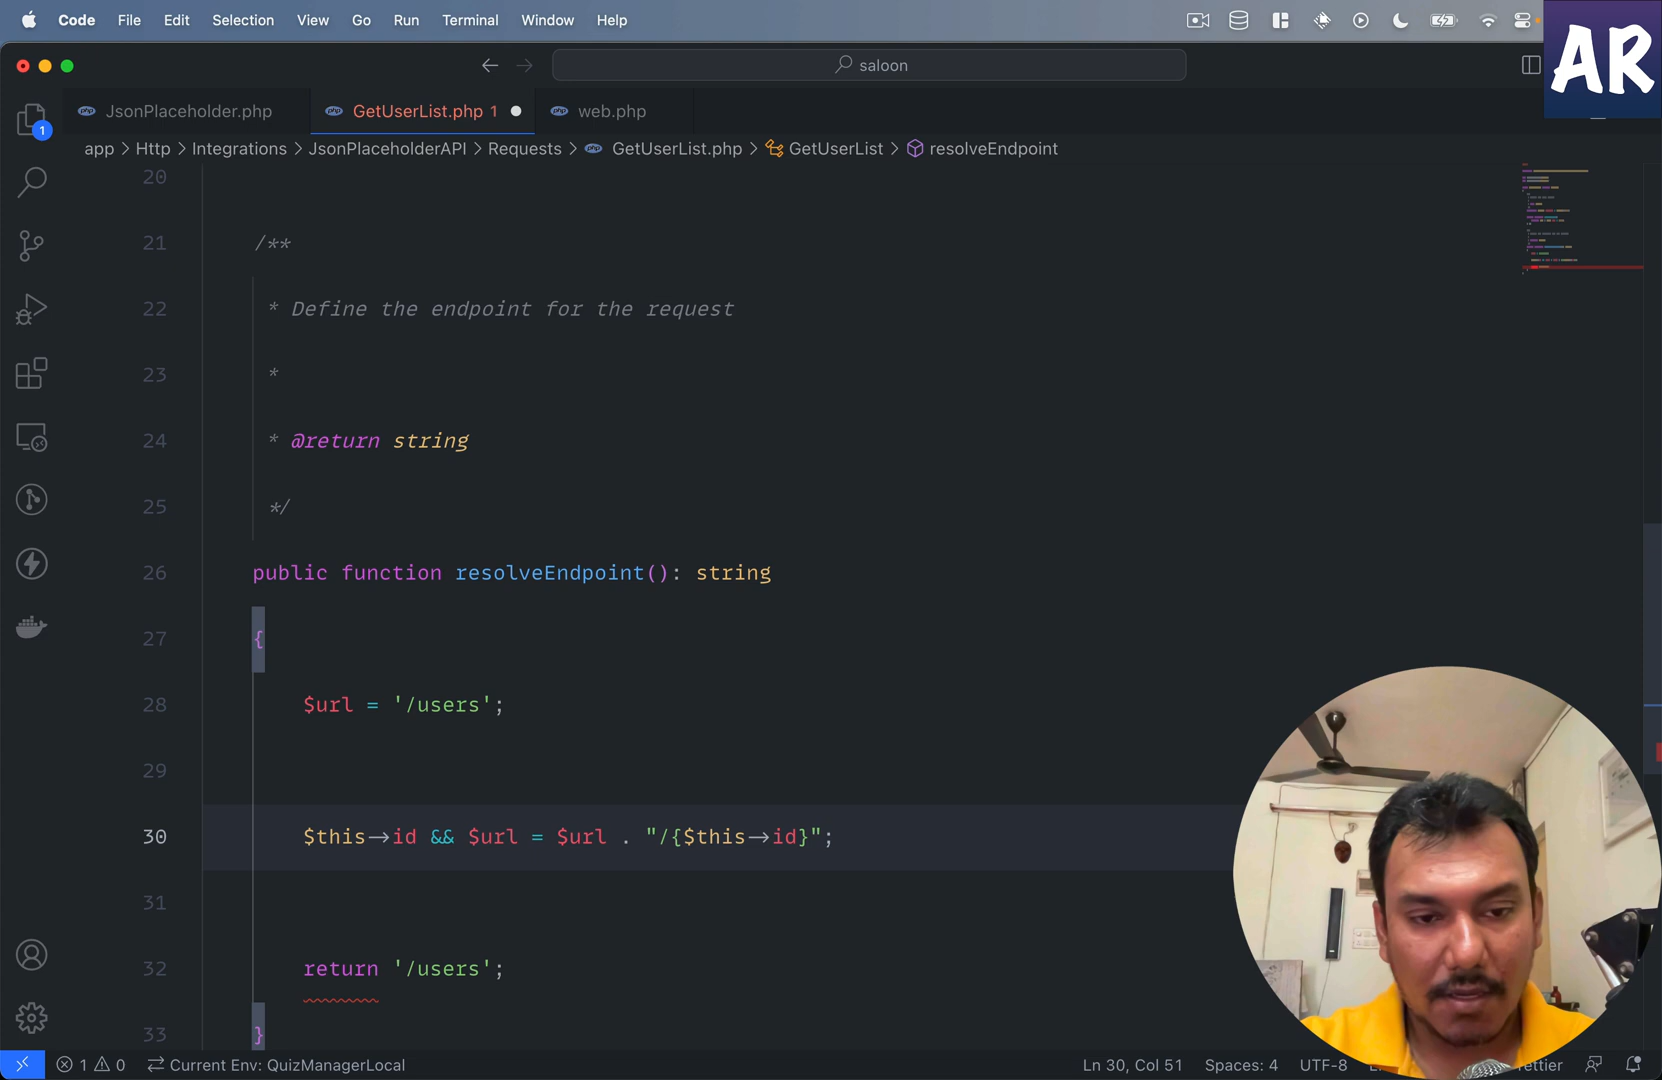 Code File Edit Selection View Go Run Terminal Window Help
saloon
AR
JsonPlaceholder.php GetUserList.php 1 web.php
app > Http > Integrations > JsonPlaceholderAPI > Requests > GetUserList.php > GetUserList > resolveEndpoint
20
21 /**
22 * Define the endpoint for the request
23 *
24 * @return string
25 */
26 public function resolveEndpoint(): string
27 {
28 $url = '/users';
29
30 $this->id && $url = $url . "/{$this->id}";
31
32 return '/users';
33 }
1 0 Current Env: QuizManagerLocal Ln 30, Col 51 Spaces: 4 UTF-8